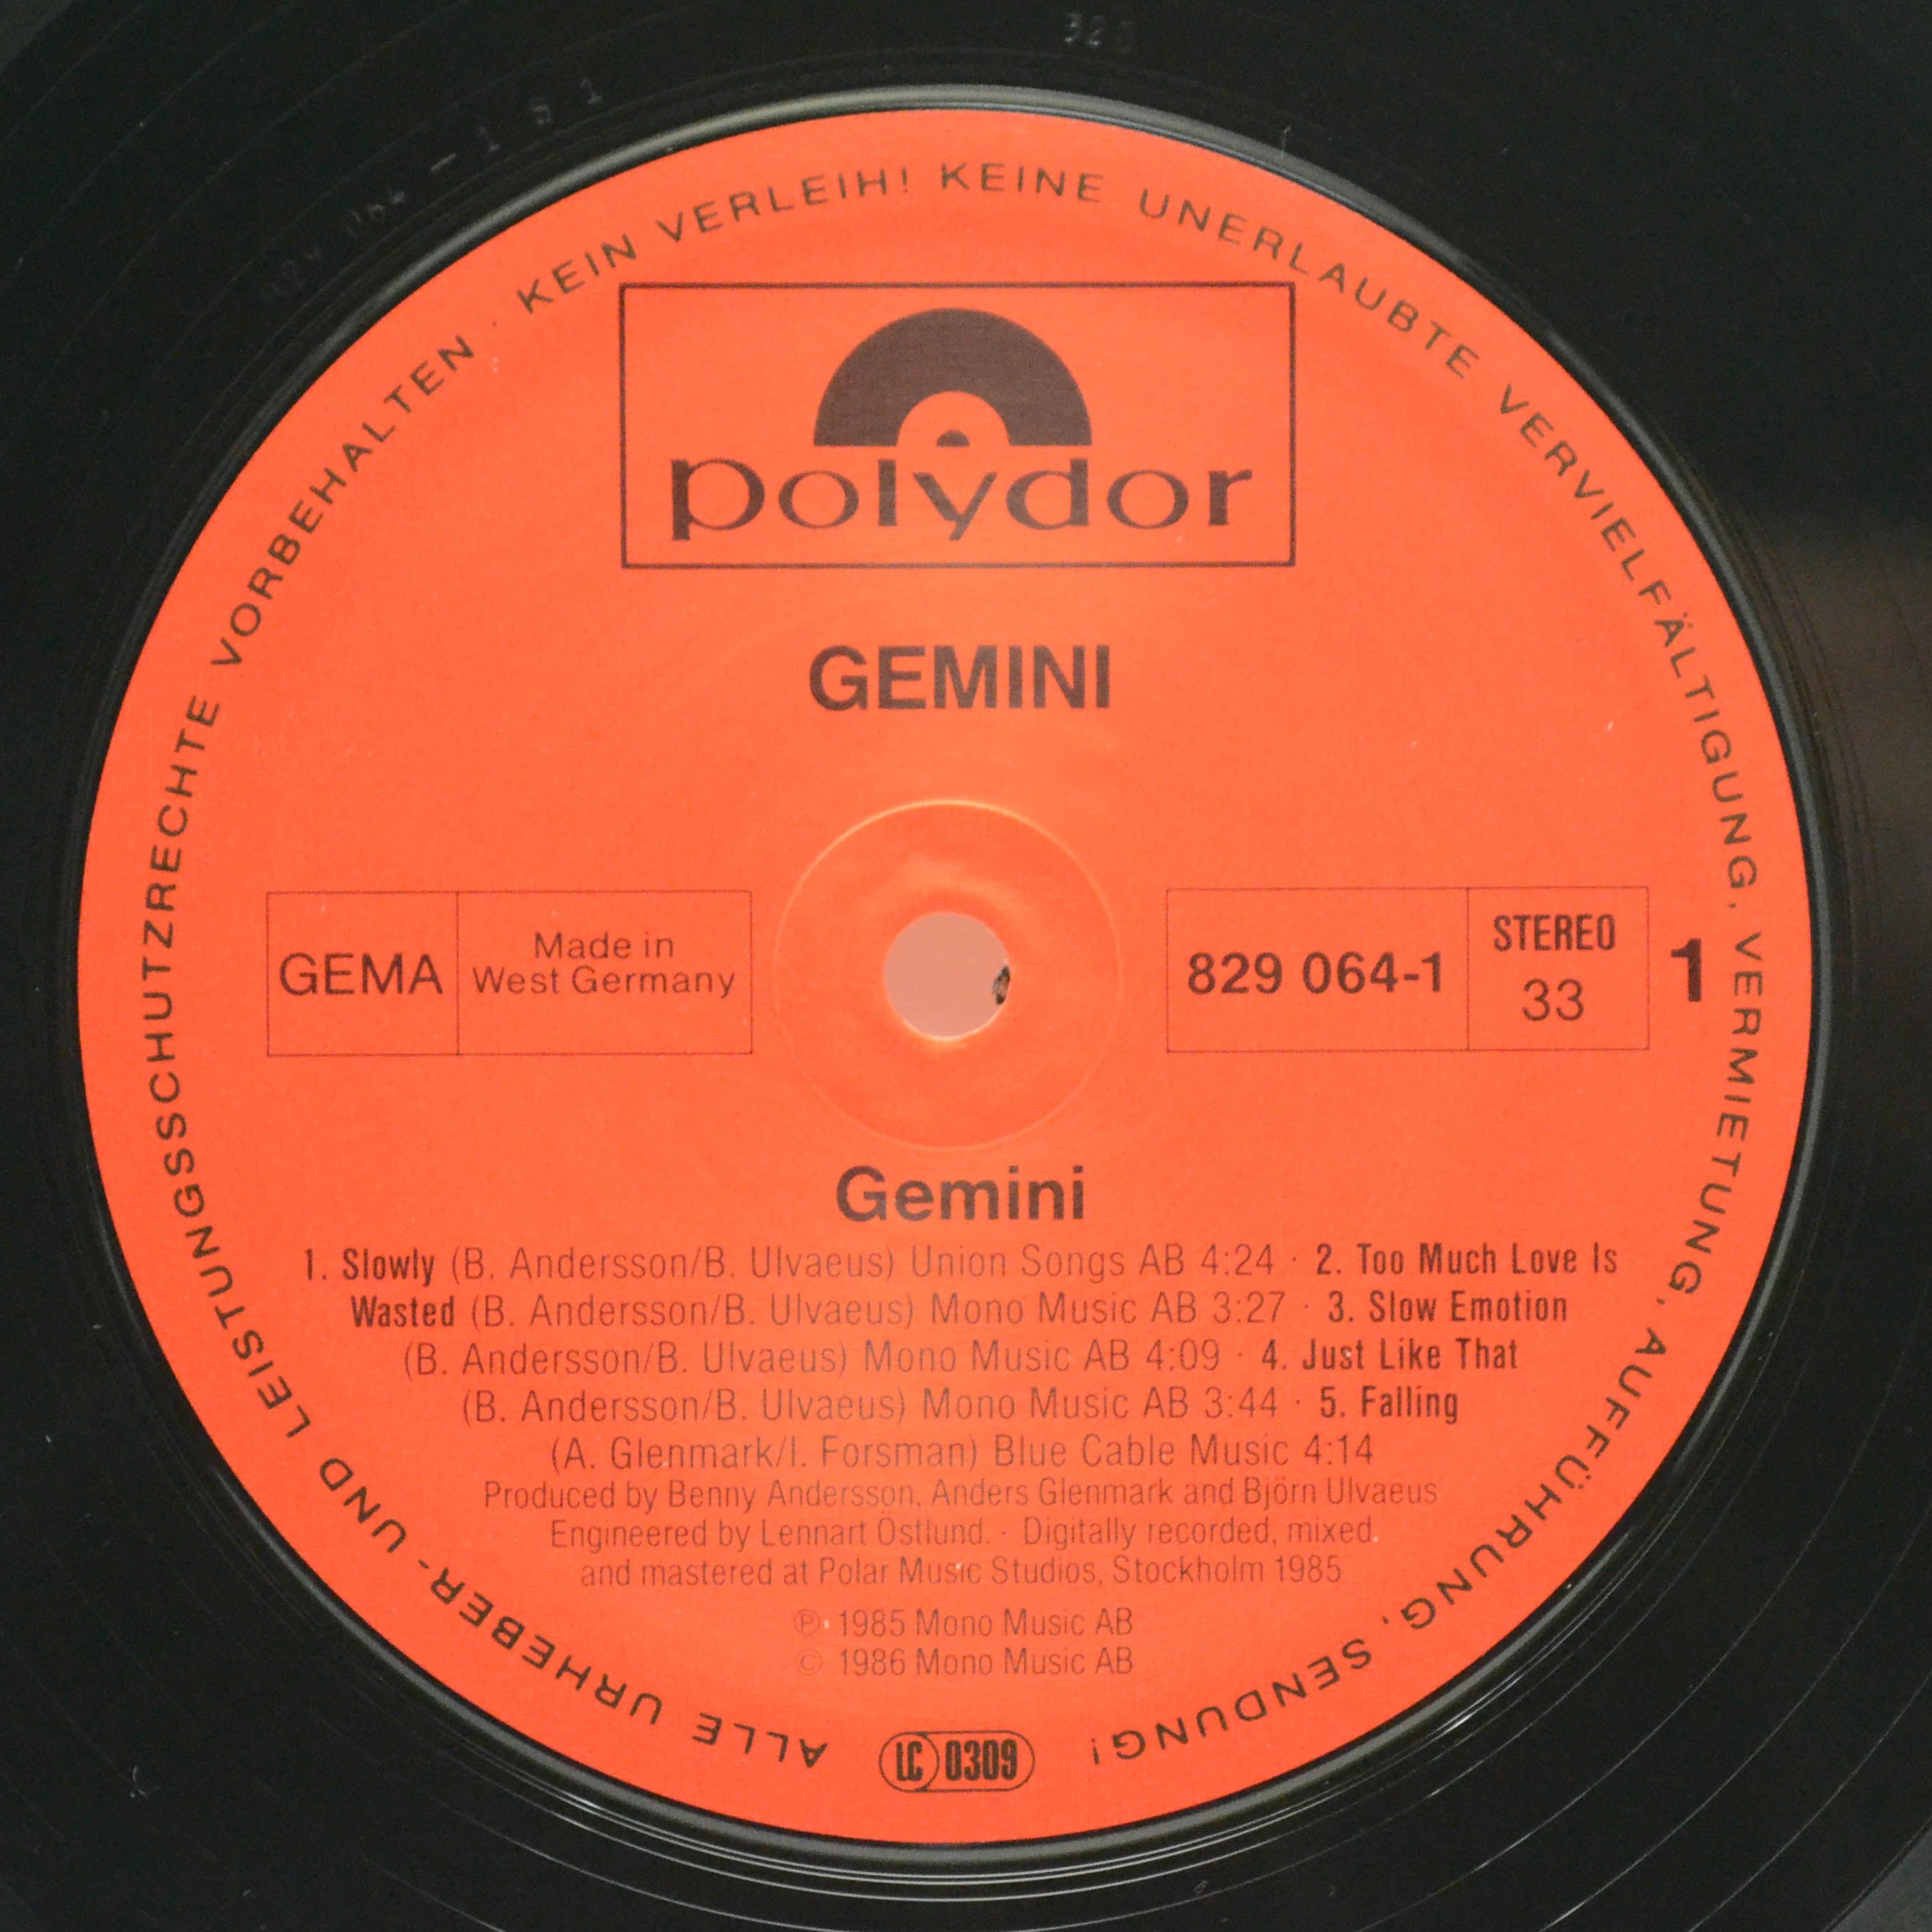 ALLE URHEBER- UND LEISTUNGSSCHUTZRECHTE VORBEHALTEN · KEIN VERLEIH! KEINE UNERLAUBTE VERVIELFÄLTIGUNG, VERMIETUNG, AUFFÜHRUNG, SENDUNG!
polydor
GEMINI
GEMA
Made in
West Germany
829 064-1
STEREO
33
1
Gemini
1. Slowly (B. Andersson/B. Ulvaeus) Union Songs AB 4:24 · 2. Too Much Love Is
Wasted (B. Andersson/B. Ulvaeus) Mono Music AB 3:27 · 3. Slow Emotion
(B. Andersson/B. Ulvaeus) Mono Music AB 4:09 · 4. Just Like That
(B. Andersson/B. Ulvaeus) Mono Music AB 3:44 · 5. Falling
(A. Glenmark/I. Forsman) Blue Cable Music 4:14
Produced by Benny Andersson, Anders Glenmark and Björn Ulvaeus
Engineered by Lennart Östlund. · Digitally recorded, mixed
and mastered at Polar Music Studios, Stockholm 1985
℗ 1985 Mono Music AB
© 1986 Mono Music AB
LC 0309